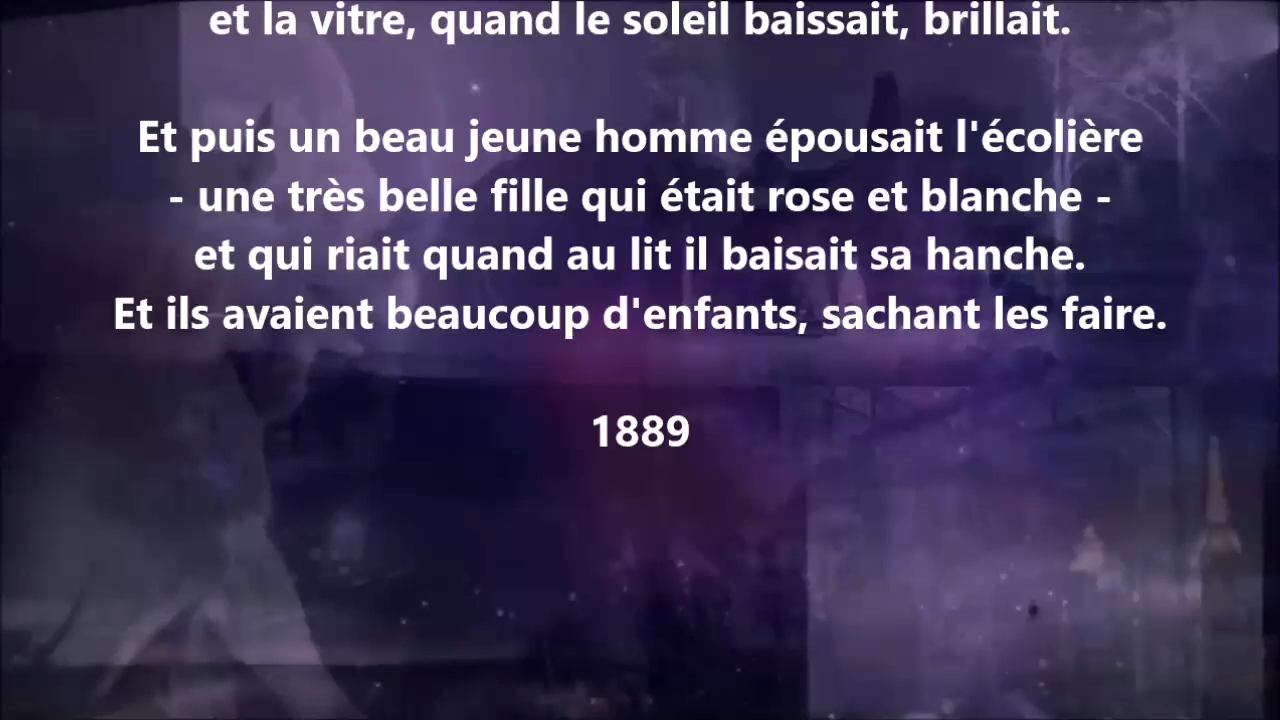 et la vitre, quand le soleil baissait, brillait.
Et puis un beau jeune homme épousait l'écolière
- une très belle fille qui était rose et blanche -
et qui riait quand au lit il baisait sa hanche.
Et ils avaient beaucoup d'enfants, sachant les faire.
1889